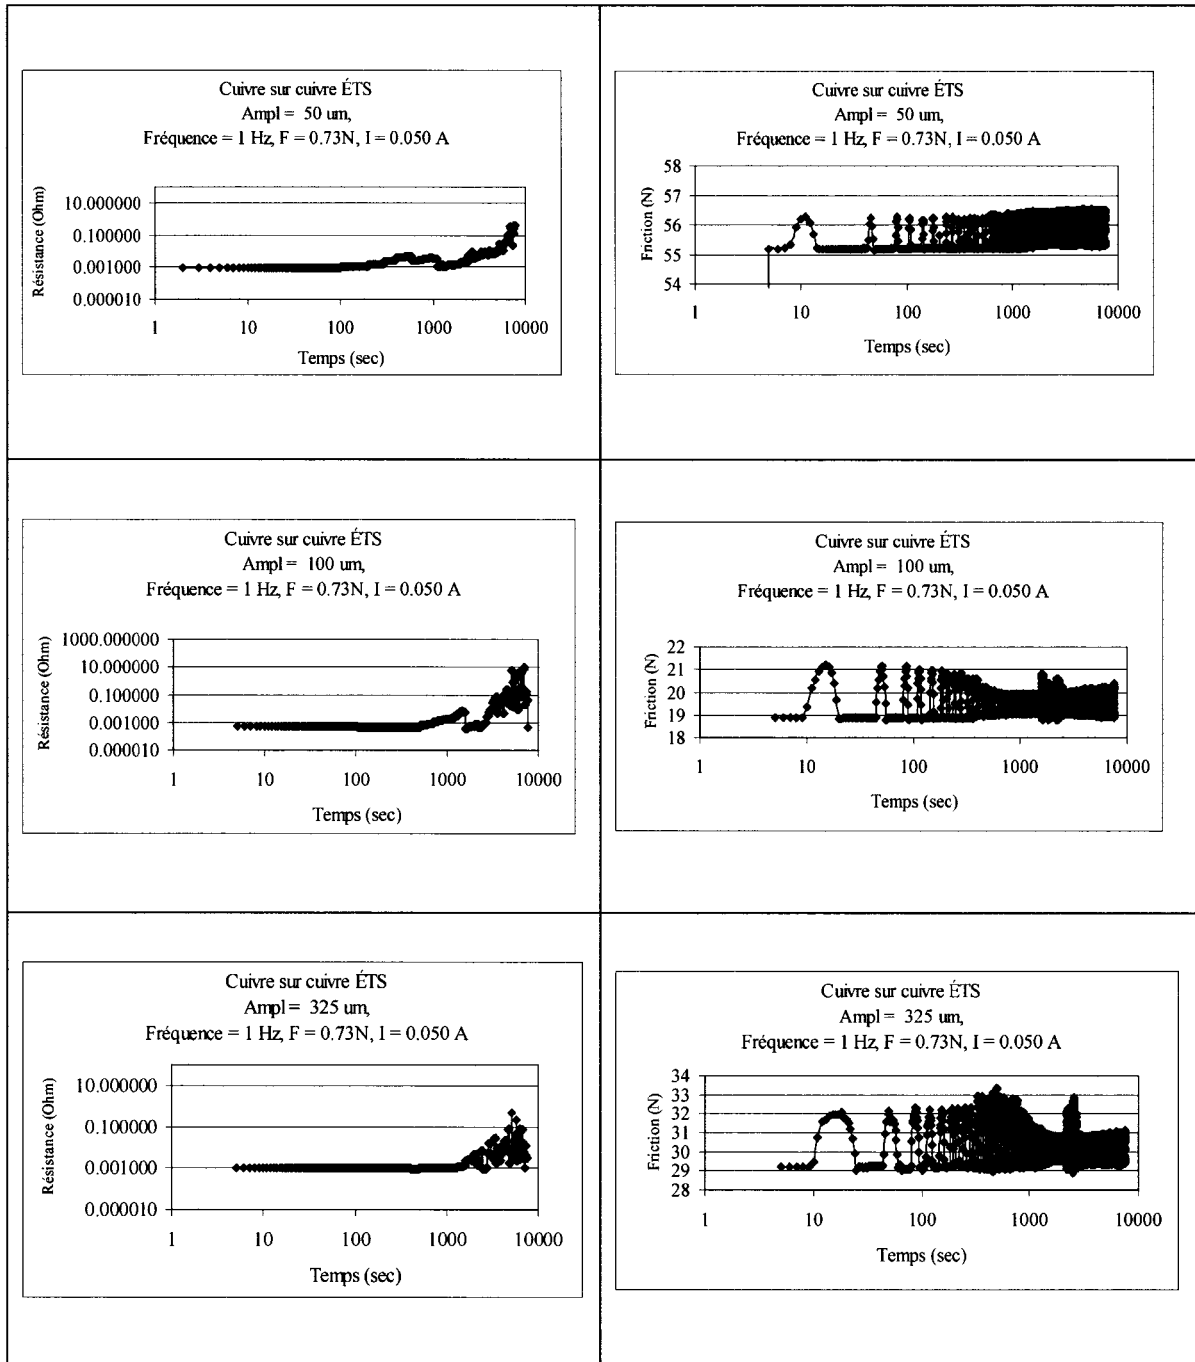 Cuivre sur cuivre ÉTS
Ampl = 50 um,
Fréquence = 1 Hz, F = 0.73N, I = 0.050 A
Résistance (Ohm)
10.000000
0.100000
0.001000
0.000010
1 10 100 1000 10000
Temps (sec)
Cuivre sur cuivre ÉTS
Ampl = 50 um,
Fréquence = 1 Hz, F = 0.73N, I = 0.050 A
Friction (N)
58
57
56
55
54
1 10 100 1000 10000
Temps (sec)
Cuivre sur cuivre ÉTS
Ampl = 100 um,
Fréquence = 1 Hz, F = 0.73N, I = 0.050 A
Résistance (Ohm)
1000.000000
10.000000
0.100000
0.001000
0.000010
1 10 100 1000 10000
Temps (sec)
Cuivre sur cuivre ÉTS
Ampl = 100 um,
Fréquence = 1 Hz, F = 0.73N, I = 0.050 A
Friction (N)
22
21
20
19
18
1 10 100 1000 10000
Temps (sec)
Cuivre sur cuivre ÉTS
Ampl = 325 um,
Fréquence = 1 Hz, F = 0.73N, I = 0.050 A
Résistance (Ohm)
10.000000
0.100000
0.001000
0.000010
1 10 100 1000 10000
Temps (sec)
Cuivre sur cuivre ÉTS
Ampl = 325 um,
Fréquence = 1 Hz, F = 0.73N, I = 0.050 A
Friction (N)
34
33
32
31
30
29
28
1 10 100 1000 10000
Temps (sec)